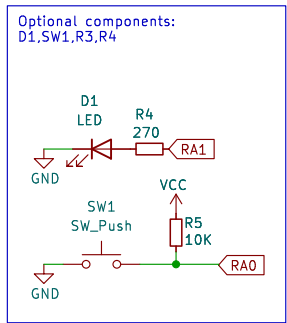 Optional components:
D1,SW1,R3,R4
D1
LED
R4
270
RA1
GND
VCC
SW1
SW_Push
R5
10K
RA0
GND